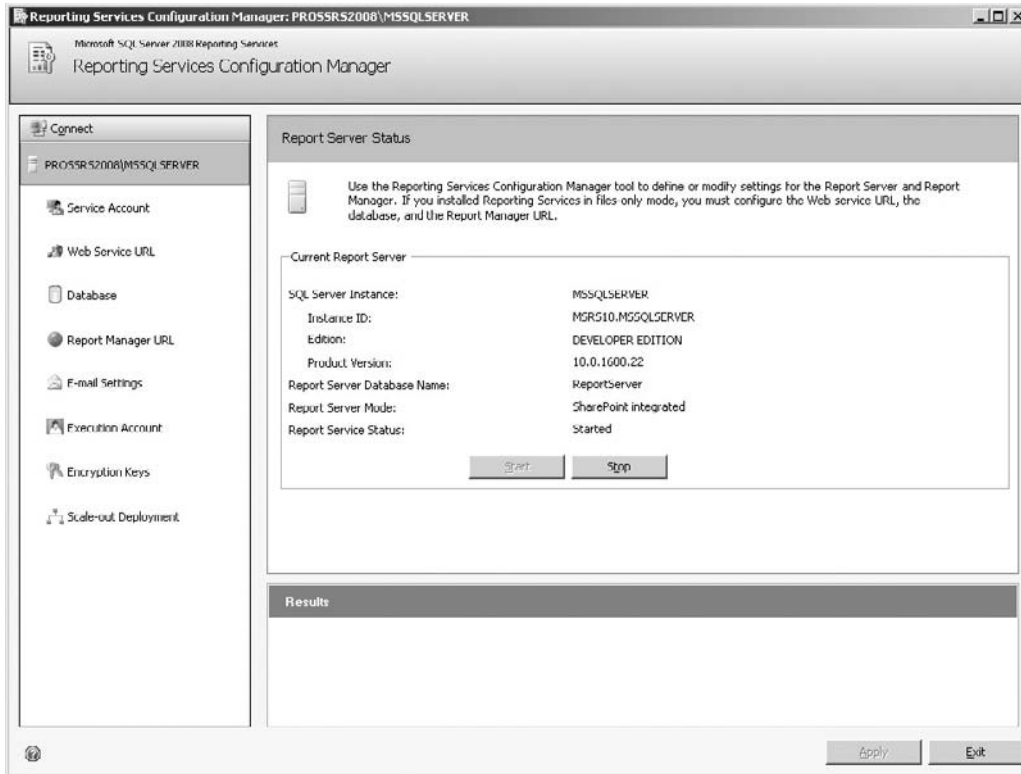 Reporting Services Configuration Manager: PROSSRS2008\MSSQLSERVER
Microsoft SQL Server 2008 Reporting Services
Reporting Services Configuration Manager
Connect
PROSSRS2008\MSSQLSERVER
Service Account
Web Service URL
Database
Report Manager URL
E-mail Settings
Execution Account
Encryption Keys
Scale-out Deployment
Report Server Status
Use the Reporting Services Configuration Manager tool to define or modify settings for the Report Server and Report
Manager. If you installed Reporting Services in files-only mode, you must configure the Web service URL, the
database, and the Report Manager URL.
Current Report Server
SQL Server Instance: MSSQLSERVER
Instance ID: MSRS10.MSSQLSERVER
Edition: DEVELOPER EDITION
Product Version: 10.0.1600.22
Report Server Database Name: ReportServer
Report Server Mode: SharePoint integrated
Report Service Status: Started
Start Stop
Results
Apply Exit